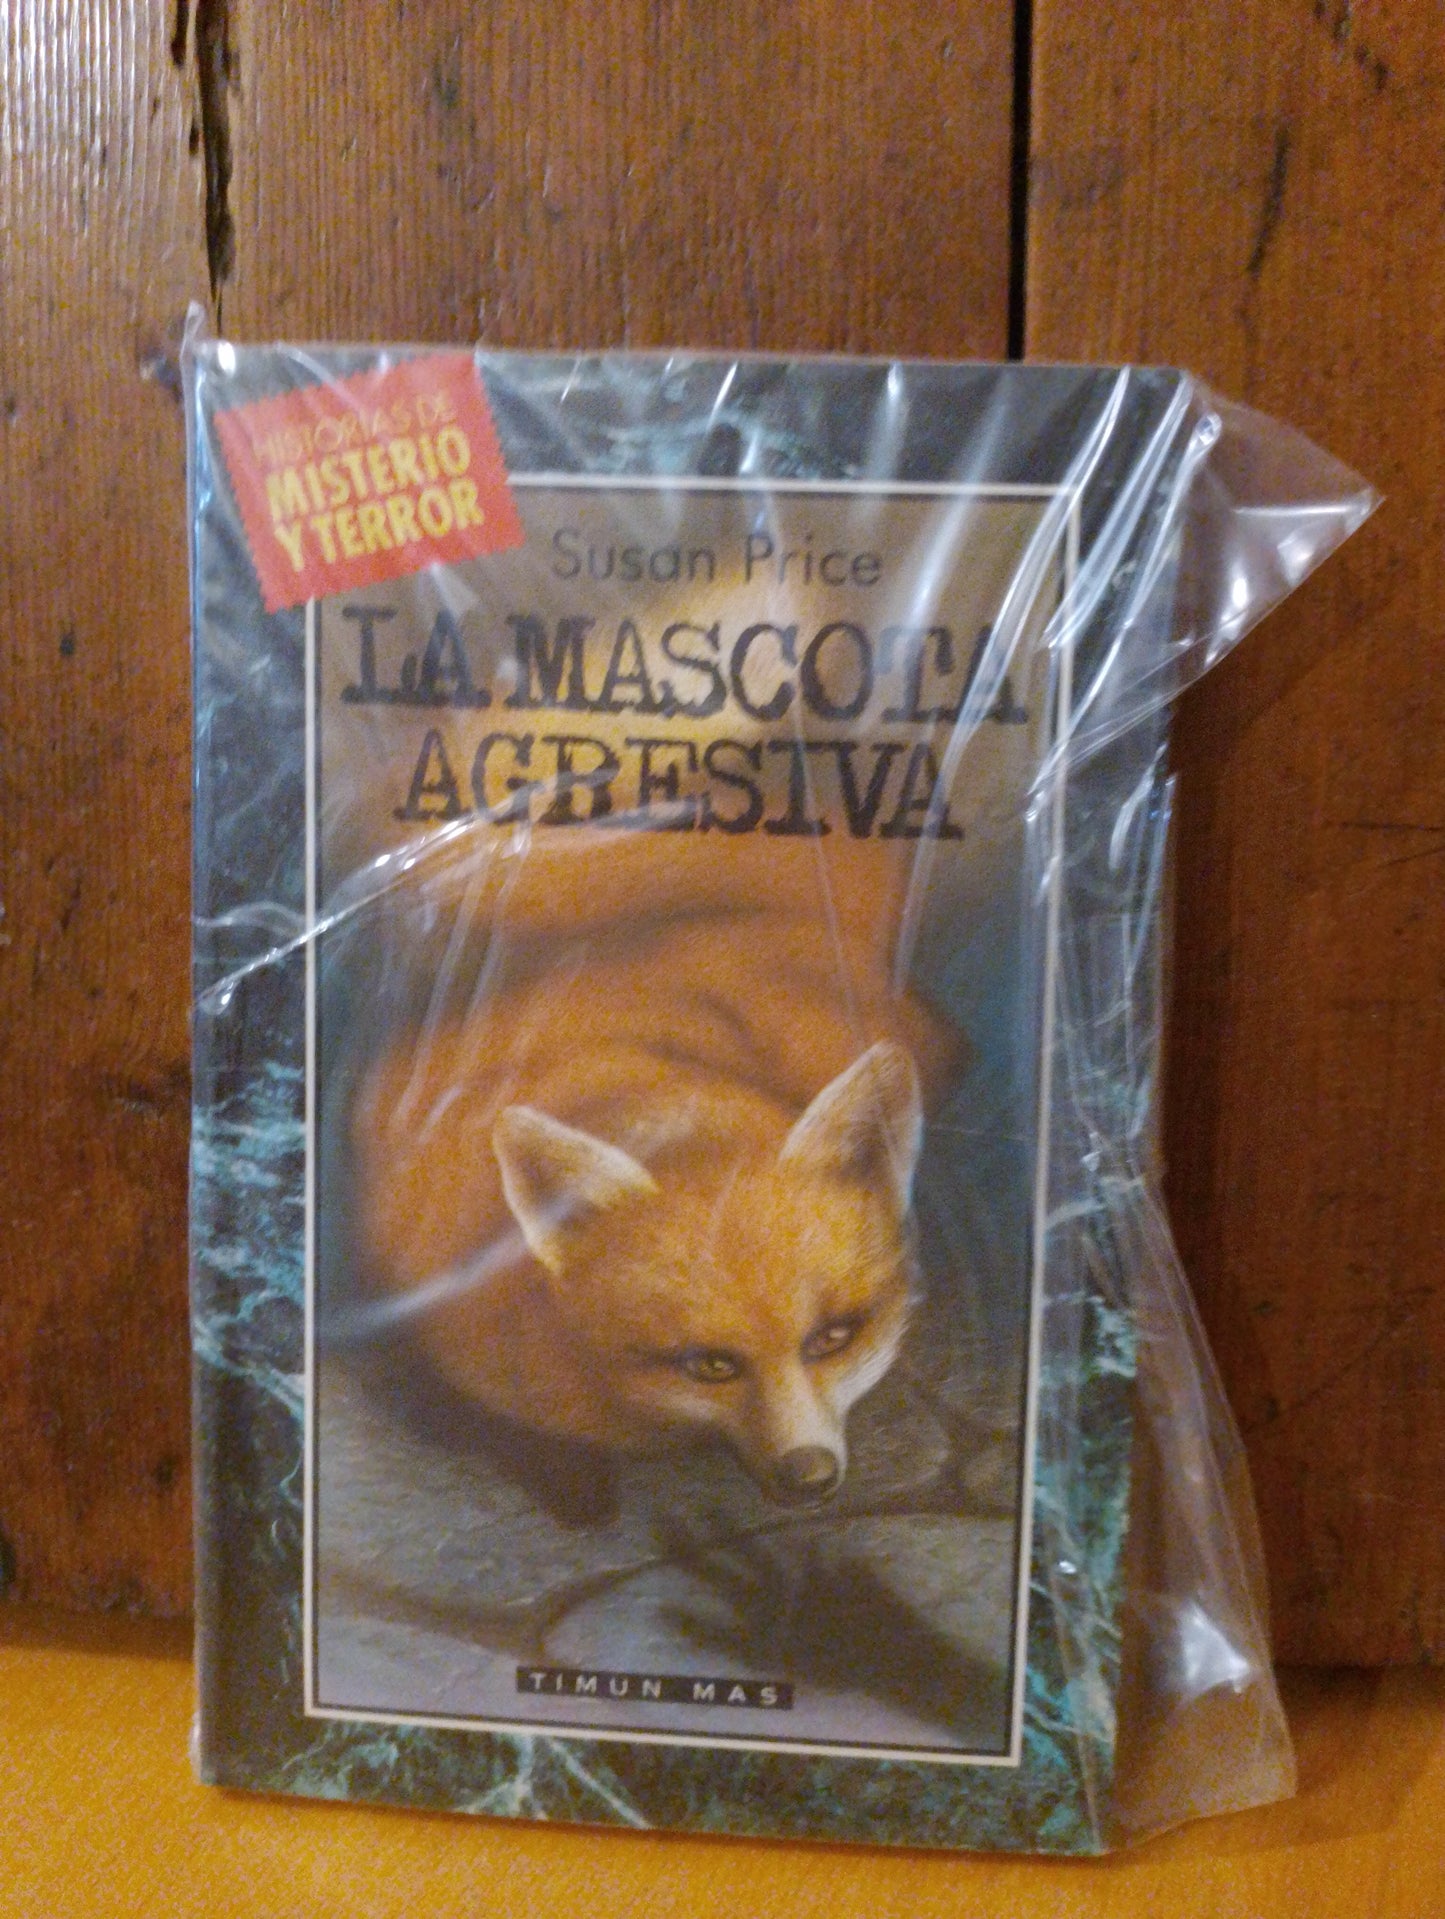 HISTORIAS DE
MISTERIO
Y TERROR
Susan Price
LA MASCOTA
AGRESIVA
TIMUN MAS